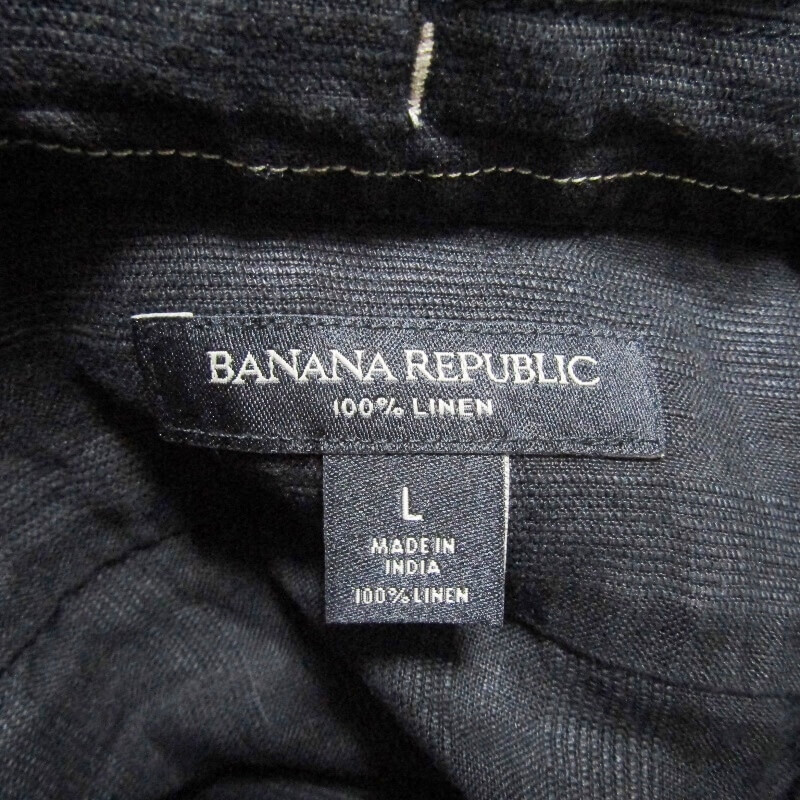 BANANA REPUBLIC
100% LINEN
L
MADE IN
INDIA
100% LINEN